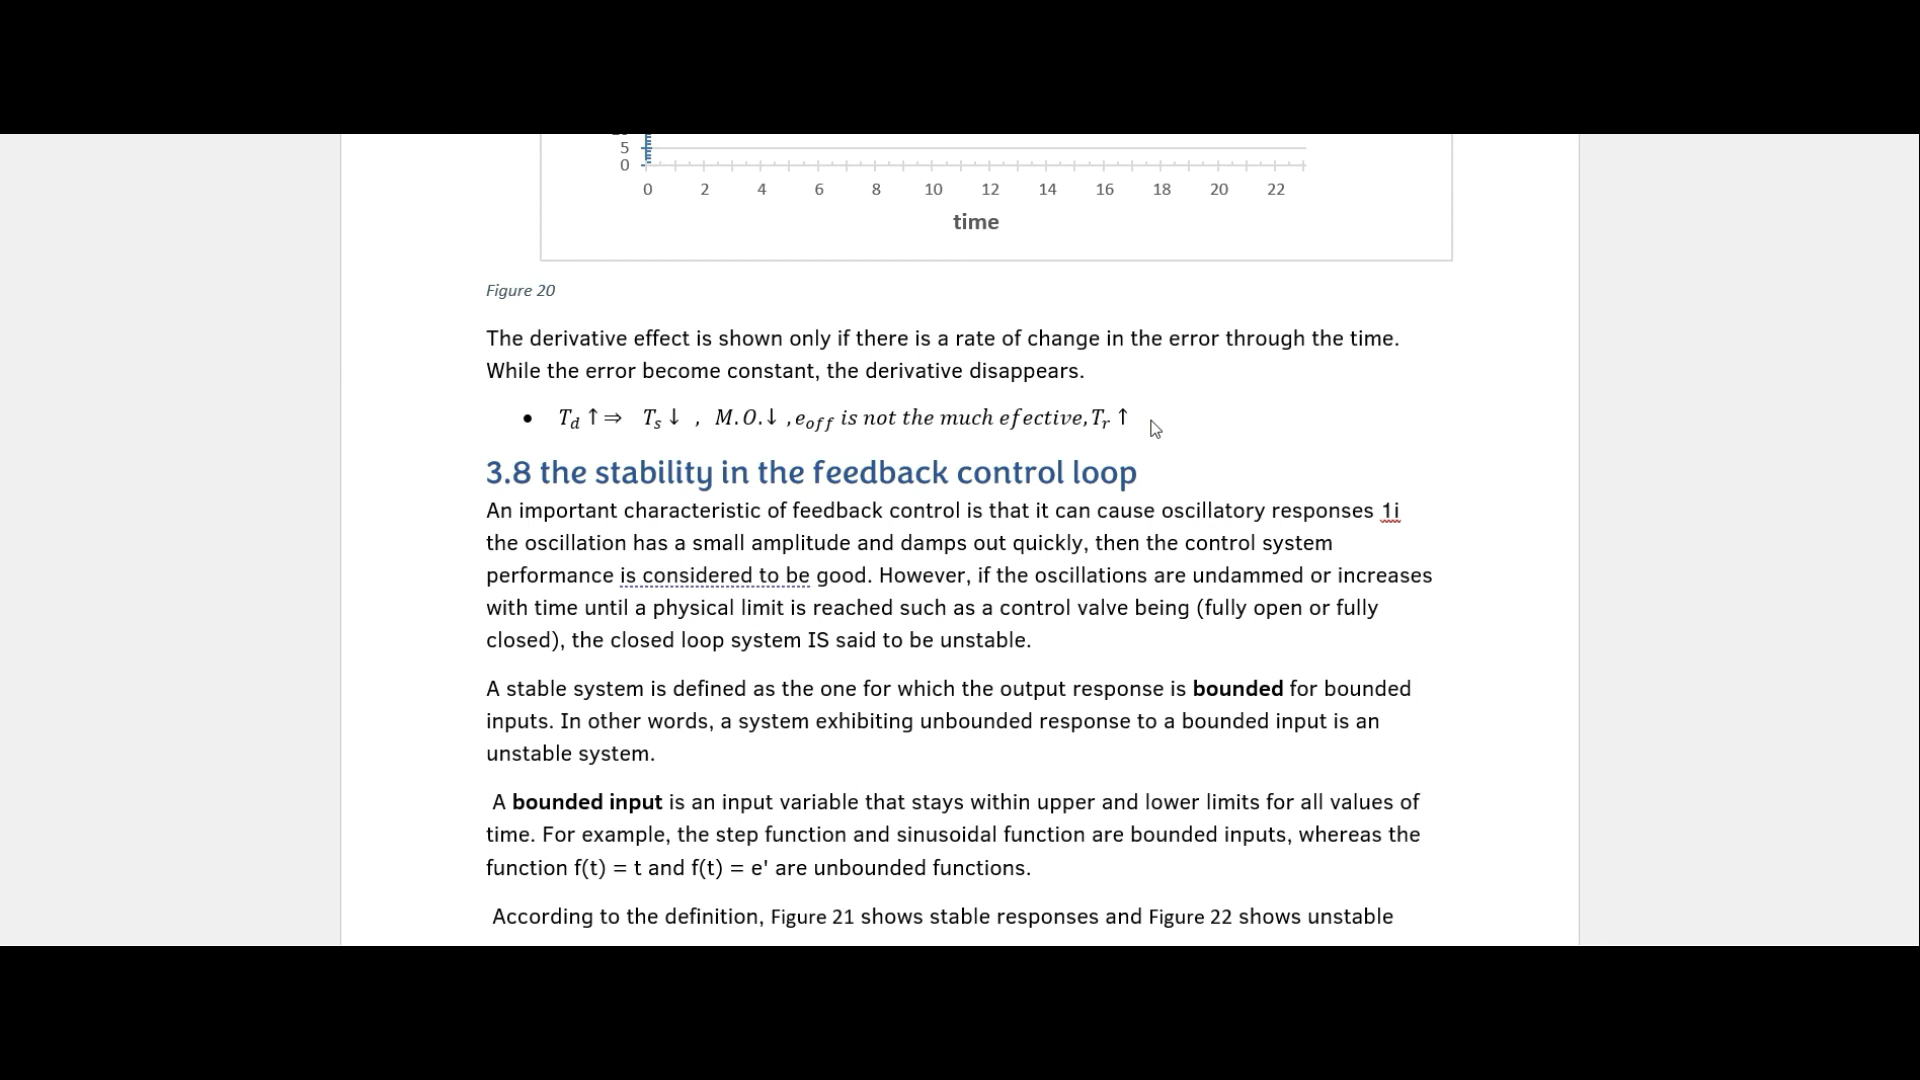 5
0
0 2 4 6 8 10 12 14 16 18 20 22
time
Figure 20
The derivative effect is shown only if there is a rate of change in the error through the time.
While the error become constant, the derivative disappears.
• T_d ↑⇒ T_s ↓ , M.O.↓ , e_off is not the much efective, T_r ↑
3.8 the stability in the feedback control loop
An important characteristic of feedback control is that it can cause oscillatory responses 1i
the oscillation has a small amplitude and damps out quickly, then the control system
performance is considered to be good. However, if the oscillations are undammed or increases
with time until a physical limit is reached such as a control valve being (fully open or fully
closed), the closed loop system IS said to be unstable.
A stable system is defined as the one for which the output response is bounded for bounded
inputs. In other words, a system exhibiting unbounded response to a bounded input is an
unstable system.
A bounded input is an input variable that stays within upper and lower limits for all values of
time. For example, the step function and sinusoidal function are bounded inputs, whereas the
function f(t) = t and f(t) = e' are unbounded functions.
According to the definition, Figure 21 shows stable responses and Figure 22 shows unstable